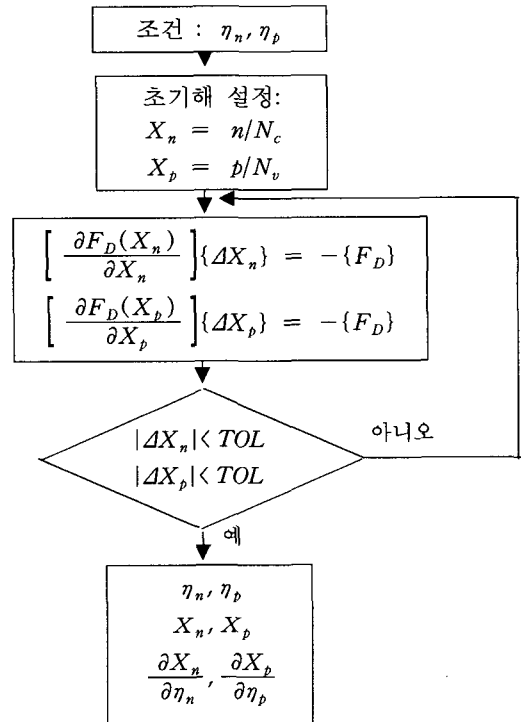 조건 : η_n, η_p
초기해 설정:
X_n = n/N_c
X_p = p/N_v
[ ∂F_D(X_n) / ∂X_n ]{ΔX_n} = -{F_D}
[ ∂F_D(X_p) / ∂X_p ]{ΔX_p} = -{F_D}
|ΔX_n|< TOL
|ΔX_p|< TOL
아니오
예
η_n, η_p
X_n, X_p
∂X_n / ∂η_n, ∂X_p / ∂η_p